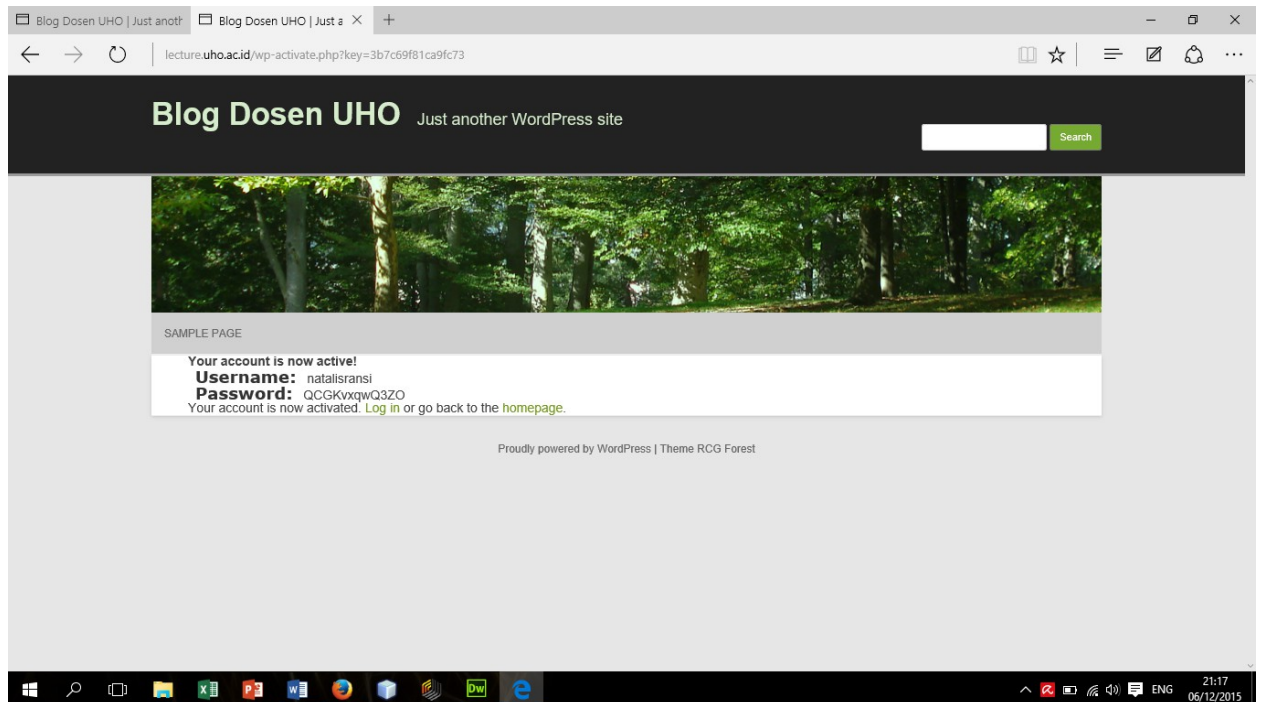 Blog Dosen UHO | Just anoth
Blog Dosen UHO | Just a
lecture.uho.ac.id/wp-activate.php?key=3b7c69f81ca9fc73
Blog Dosen UHO Just another WordPress site
Search
SAMPLE PAGE
Your account is now active!
Username: natalisransi
Password: QCGKvxqwQ3ZO
Your account is now activated. Log in or go back to the homepage.
Proudly powered by WordPress | Theme RCG Forest
Dw
ENG
21:17
06/12/2015